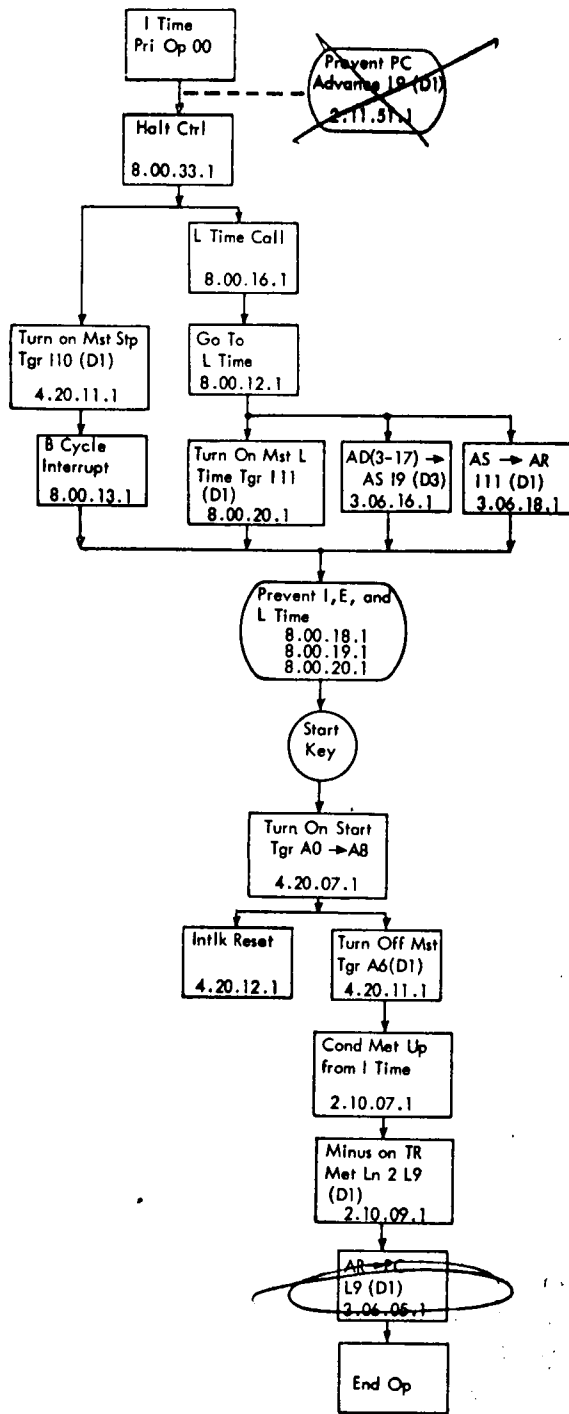 I Time
Pri Op 00
Prevent PC
Advance I9 (D1)
2.11.51.1
Halt Ctrl
8.00.33.1
L Time Call
8.00.16.1
Turn on Mst Stp
Tgr I10 (D1)
4.20.11.1
Go To
L Time
8.00.12.1
B Cycle
Interrupt
8.00.13.1
Turn On Mst L
Time Tgr I11
(D1)
8.00.20.1
AD(3-17) →
AS I9 (D3)
3.06.16.1
AS → AR
I11 (D1)
3.06.18.1
Prevent I,E, and
L Time
8.00.18.1
8.00.19.1
8.00.20.1
Start
Key
Turn On Start
Tgr A0 →A8
4.20.07.1
Intlk Reset
4.20.12.1
Turn Off Mst
Tgr A6(D1)
4.20.11.1
Cond Met Up
from I Time
2.10.07.1
Minus on TR
Met Ln 2 L9
(D1)
2.10.09.1
AR→PC
L9 (D1)
3.06.05.1
End Op